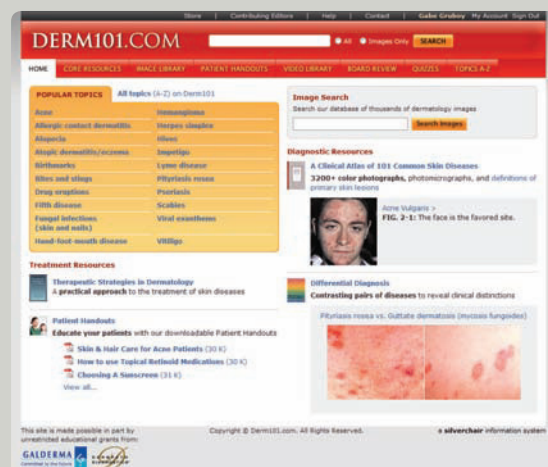 Store | Contributing Editors | Help | Contact | Gabe Grubey My Account Sign Out
DERM101.COM
All Images Only SEARCH
HOME CORE RESOURCES IMAGE LIBRARY PATIENT HANDOUTS VIDEO LIBRARY BOARD REVIEW QUIZZES TOPICS A-Z
POPULAR TOPICS All topics (A-Z) on Derm101
Acne
Allergic contact dermatitis
Alopecia
Atopic dermatitis/eczema
Birthmarks
Bites and stings
Drug eruptions
Fifth disease
Fungal infections
(skin and nails)
Hand-foot-mouth disease
Hemangioma
Herpes simplex
Hives
Impetigo
Lyme disease
Pityriasis rosea
Psoriasis
Scabies
Viral exanthems
Vitiligo
Treatment Resources
Therapeutic Strategies in Dermatology
A practical approach to the treatment of skin diseases
Patient Handouts
Educate your patients with our downloadable Patient Handouts
Skin & Hair Care for Acne Patients (30 K)
How to use Topical Retinoid Medications (30 K)
Choosing A Sunscreen (31 K)
View all...
Image Search
Search our database of thousands of dermatology images
Search Images
Diagnostic Resources
A Clinical Atlas of 101 Common Skin Diseases
3200+ color photographs, photomicrographs, and definitions of
primary skin lesions
Acne Vulgaris >
FIG. 2-1: The face is the favored site.
Differential Diagnosis
Contrasting pairs of diseases to reveal clinical distinctions
Pityriasis rosea vs. Guttate dermatosis (mycosis fungoides)
This site is made possible in part by
unrestricted educational grants from:
GALDERMA
Copyright © Derm101.com. All Rights Reserved.
a silverchair information system